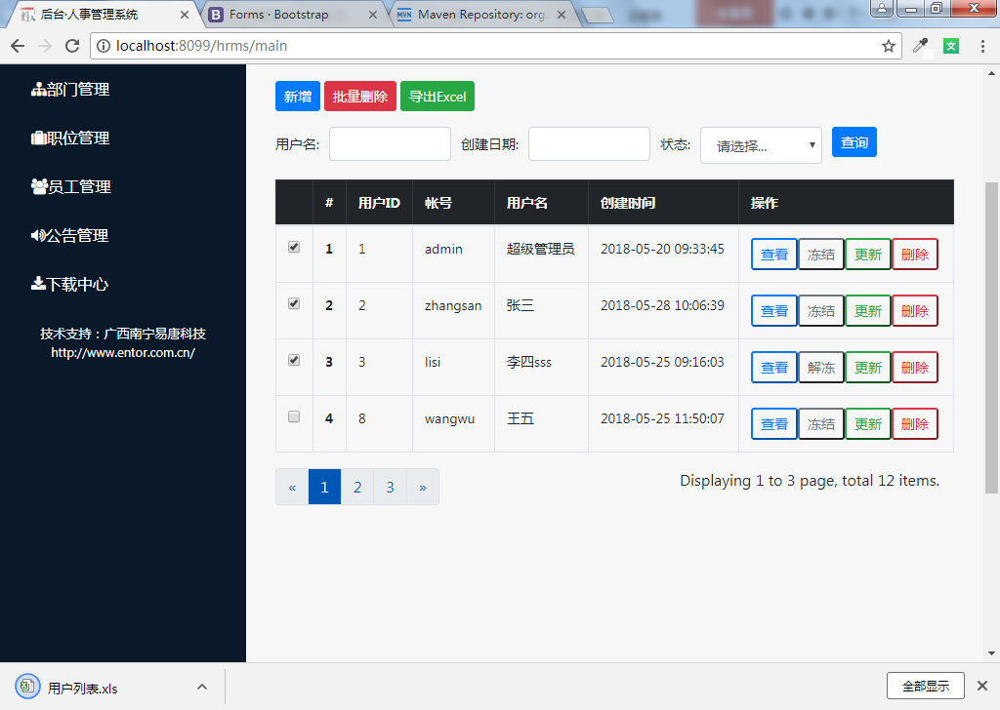 后台·人事管理系统
Forms · Bootstrap
MVN Maven Repository: org.
localhost:8099/hrms/main
部门管理
职位管理
员工管理
公告管理
下载中心
技术支持：广西南宁易唐科技
http://www.entor.com.cn/
新增 批量删除 导出Excel
用户名: 创建日期: 状态: 请选择... 查询
# 用户ID 帐号 用户名 创建时间 操作
1 1 admin 超级管理员 2018-05-20 09:33:45 查看 冻结 更新 删除
2 2 zhangsan 张三 2018-05-28 10:06:39 查看 冻结 更新 删除
3 3 lisi 李四sss 2018-05-25 09:16:03 查看 解冻 更新 删除
4 8 wangwu 王五 2018-05-25 11:50:07 查看 冻结 更新 删除
« 1 2 3 »
Displaying 1 to 3 page, total 12 items.
用户列表.xls
全部显示